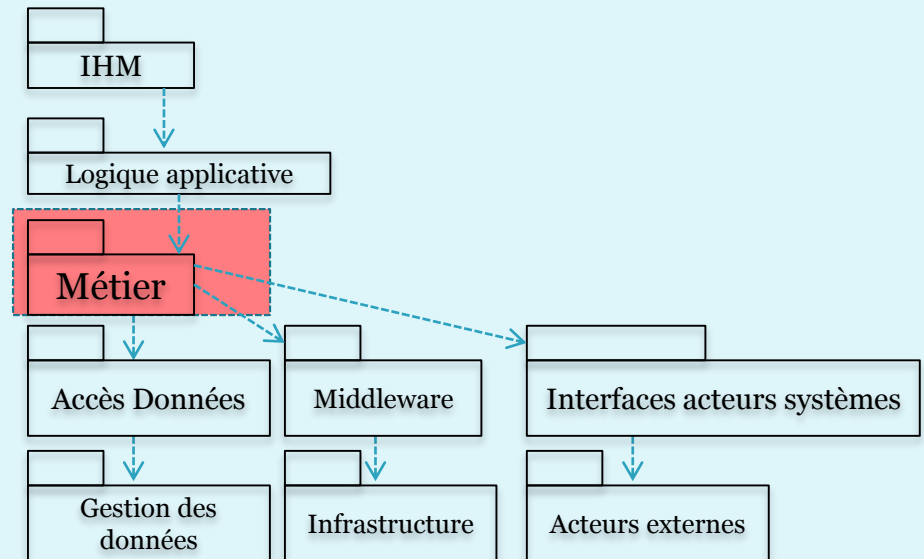 IHM
Logique applicative
Métier
Accès Données
Middleware
Interfaces acteurs systèmes
Gestion des
données
Infrastructure
Acteurs externes